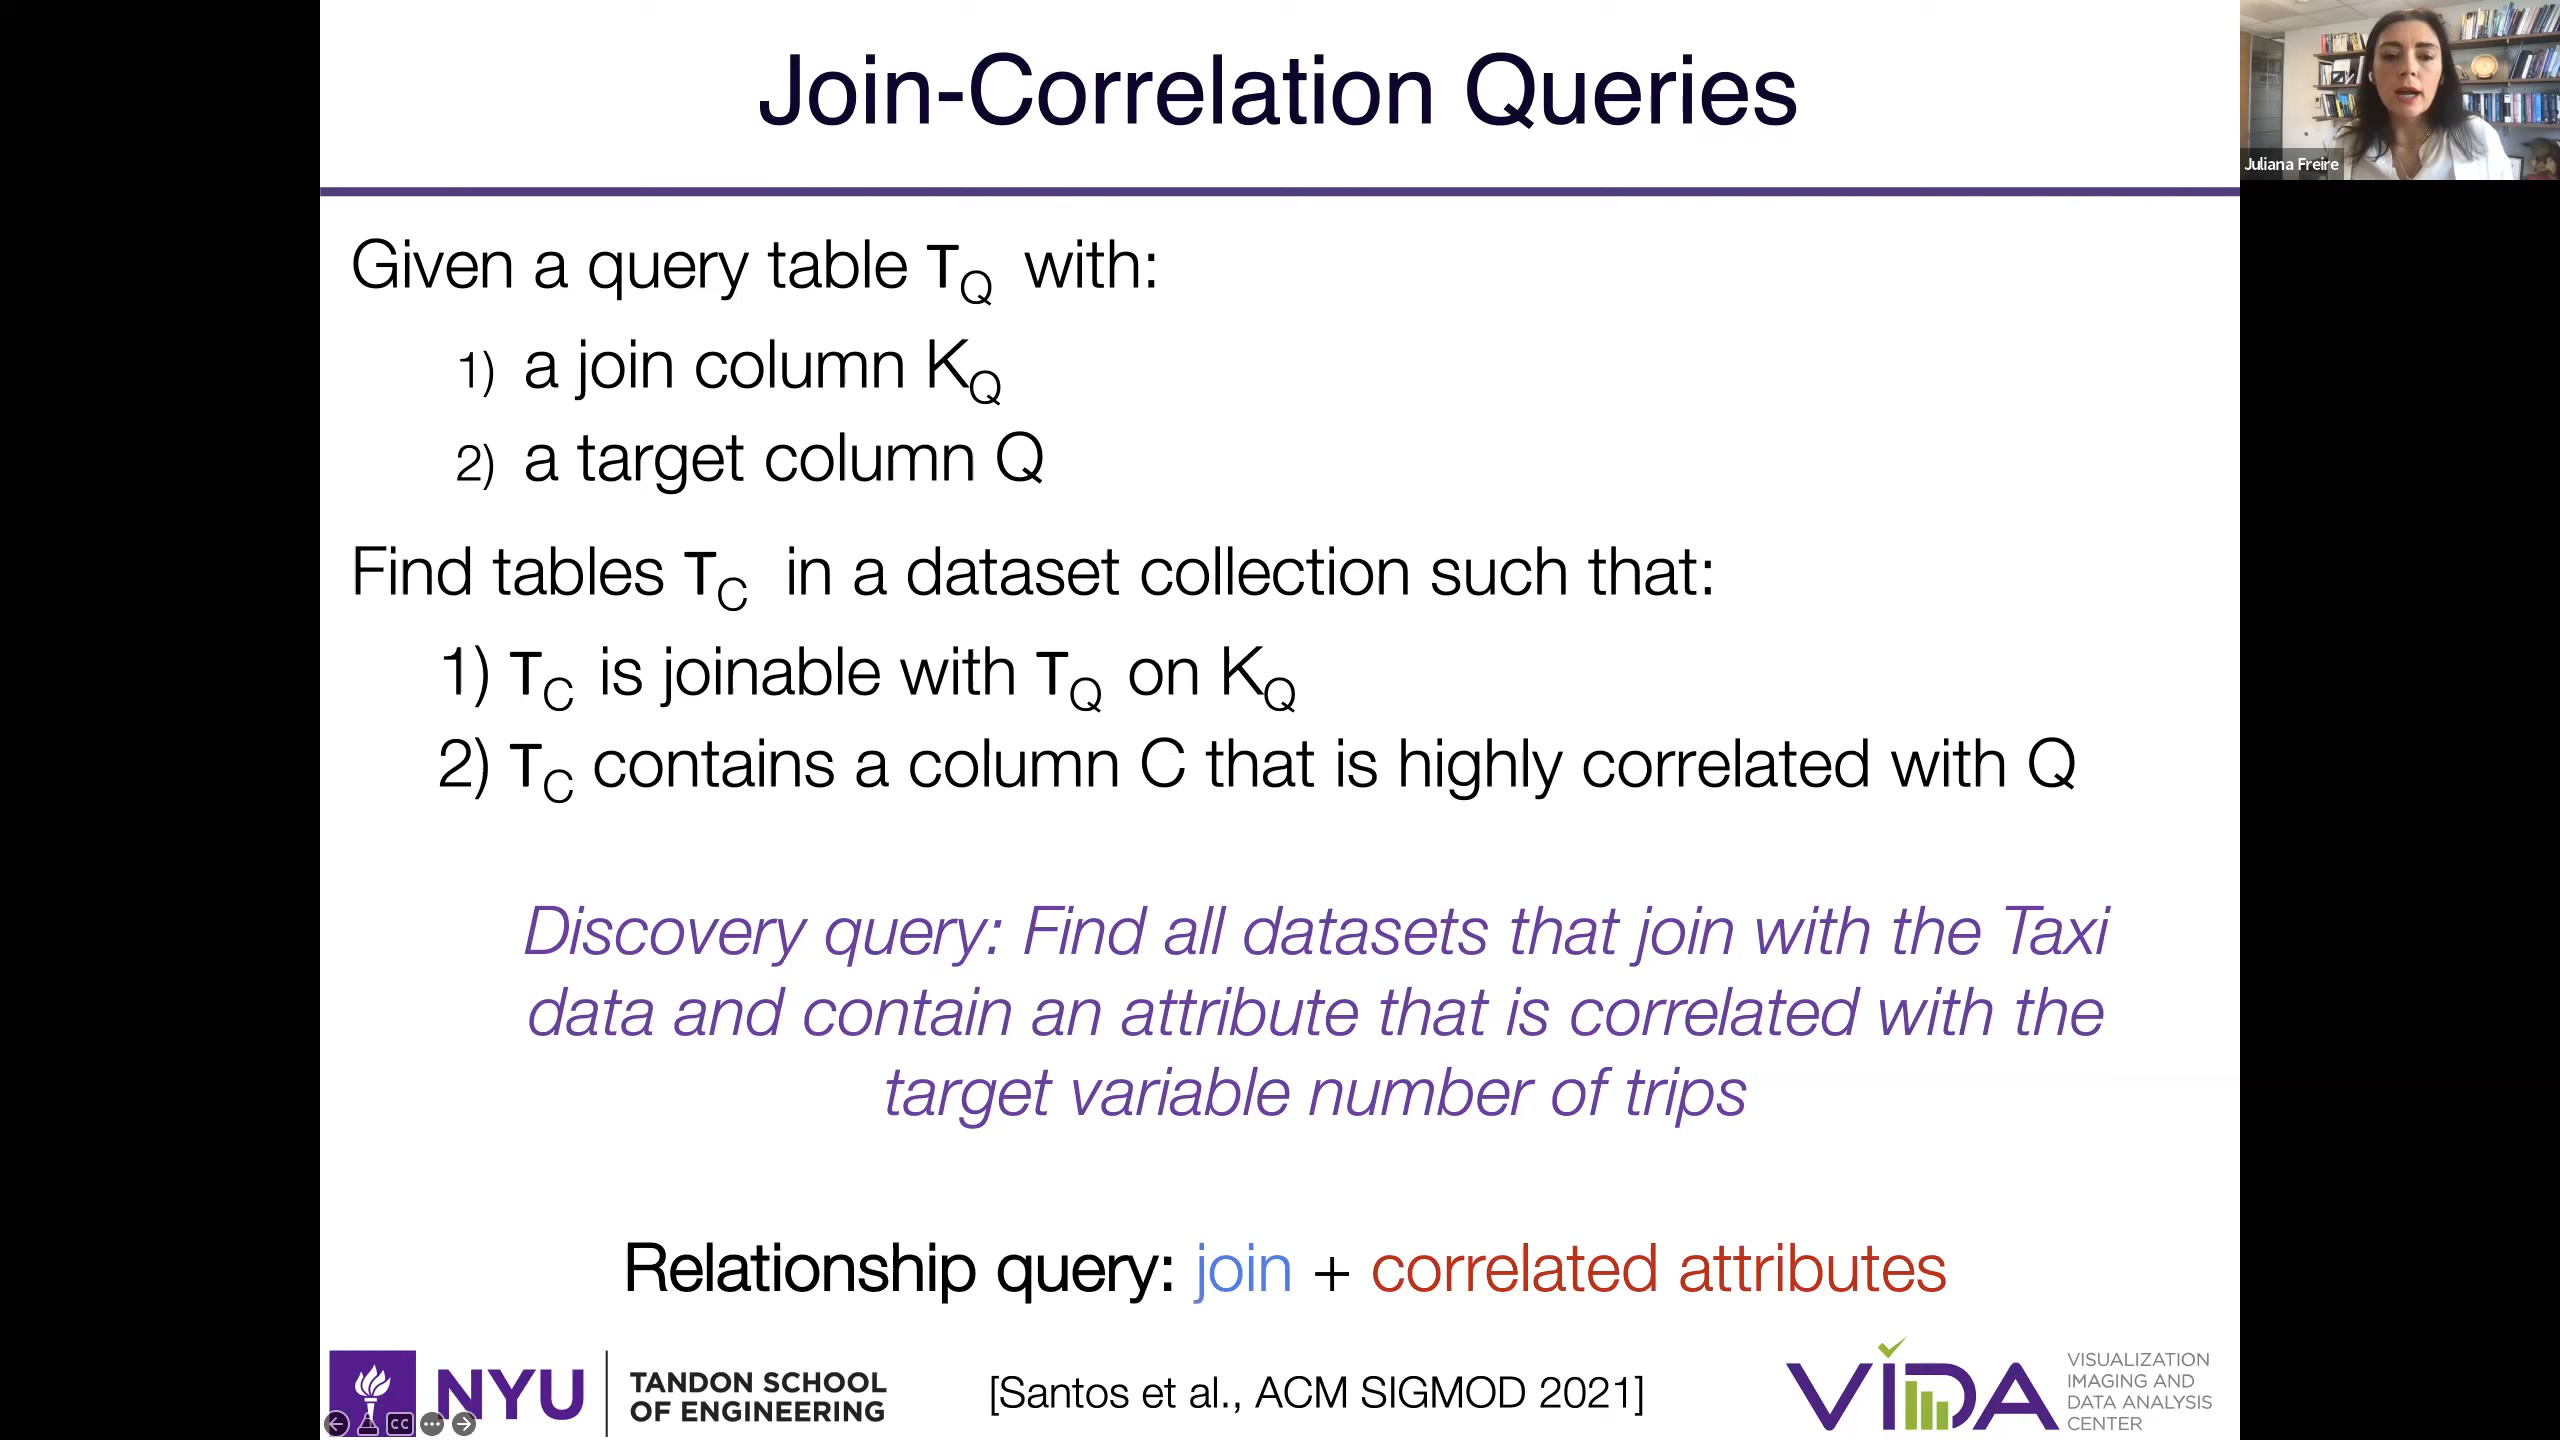 Join-Correlation Queries
Juliana Freire
Given a query table T_Q with:
1) a join column K_Q
2) a target column Q
Find tables T_C in a dataset collection such that:
1) T_C is joinable with T_Q on K_Q
2) T_C contains a column C that is highly correlated with Q
Discovery query: Find all datasets that join with the Taxi
data and contain an attribute that is correlated with the
target variable number of trips
Relationship query: join + correlated attributes
NYU
TANDON SCHOOL
OF ENGINEERING
[Santos et al., ACM SIGMOD 2021]
VIDA
VISUALIZATION
IMAGING AND
DATA ANALYSIS
CENTER
CC